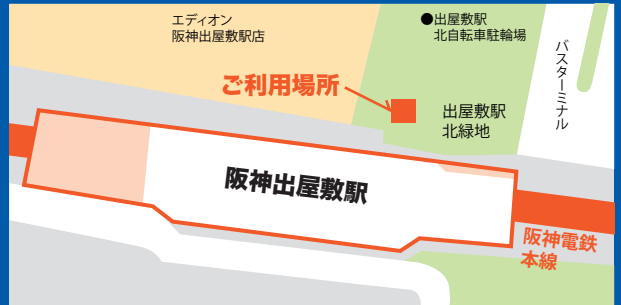 エディオン
阪神出屋敷駅店
●出屋敷駅
北自転車駐輪場
バスターミナル
ご利用場所
出屋敷駅
北緑地
阪神出屋敷駅
阪神電鉄
本線